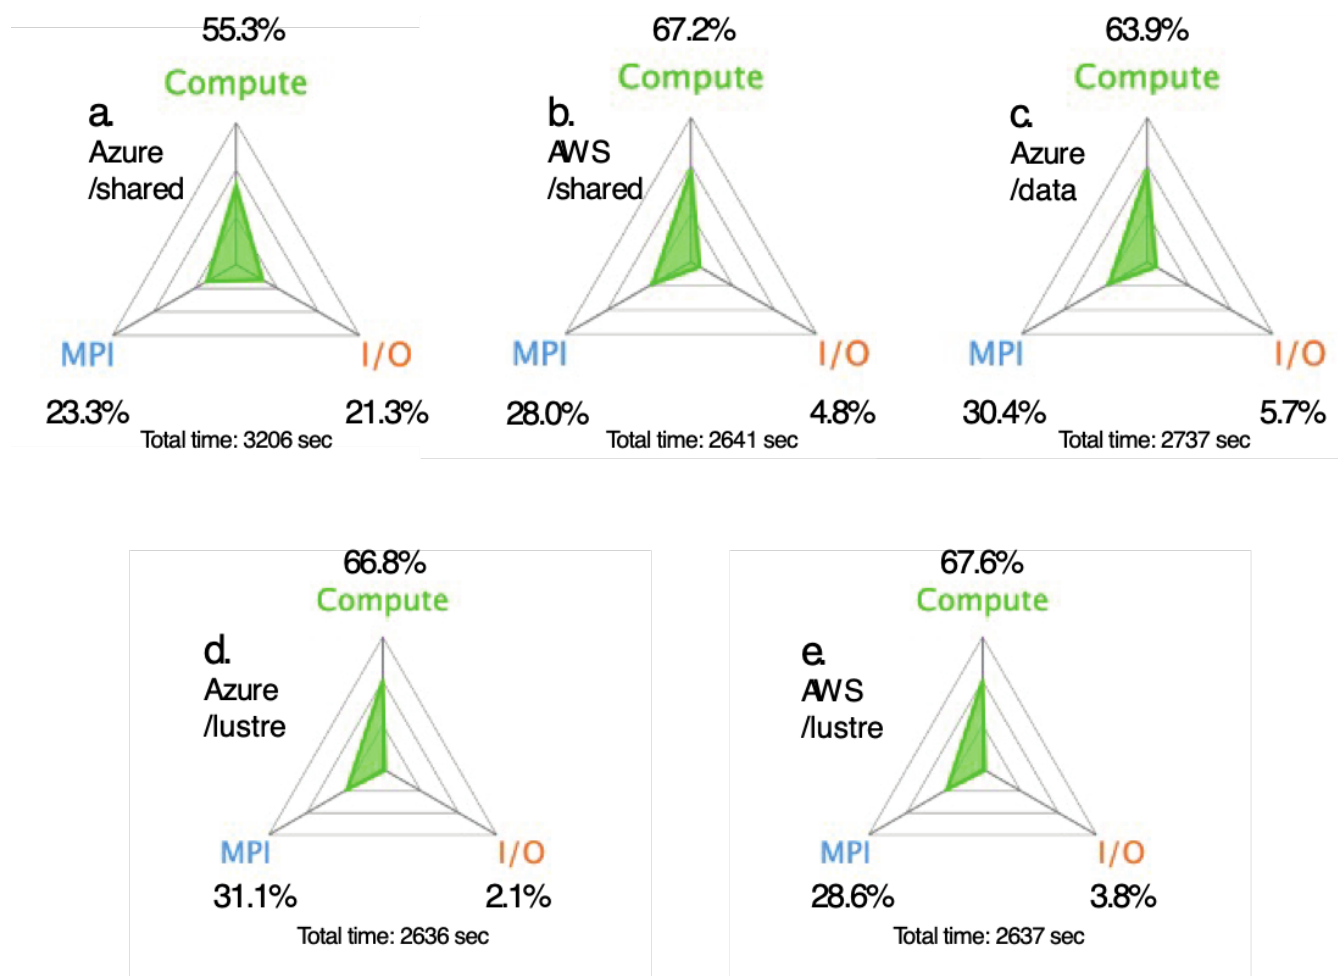 55.3%
Compute
a.
Azure
/shared
MPI
I/O
23.3%
21.3%
Total time: 3206 sec
67.2%
Compute
b.
AWS
/shared
MPI
I/O
28.0%
4.8%
Total time: 2641 sec
63.9%
Compute
c.
Azure
/data
MPI
I/O
30.4%
5.7%
Total time: 2737 sec
66.8%
Compute
d.
Azure
/lustre
MPI
I/O
31.1%
2.1%
Total time: 2636 sec
67.6%
Compute
e.
AWS
/lustre
MPI
I/O
28.6%
3.8%
Total time: 2637 sec